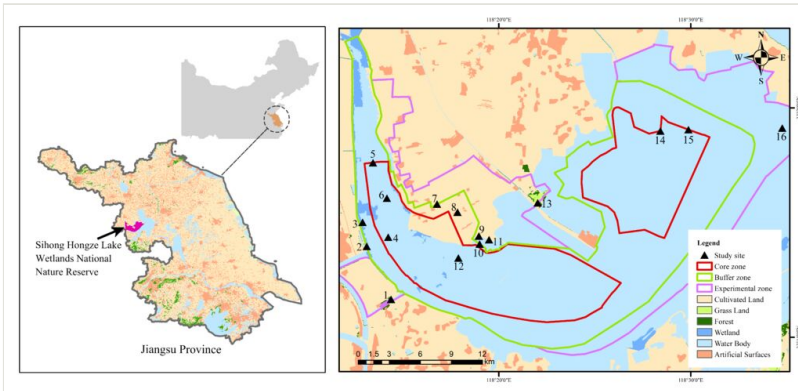 Sihong Hongze Lake
Wetlands National
Nature Reserve
Jiangsu Province
118°20'0"E
118°30'0"E
N
W
E
S
5
6
7
8
3
2
4
9
10
11
12
1
13
14
15
16
0 1.5 3 6 9 12
km
Legend
Study site
Core zone
Buffer zone
Experimental zone
Cultivated Land
Grass Land
Forest
Wetland
Water Body
Artificial Surfaces